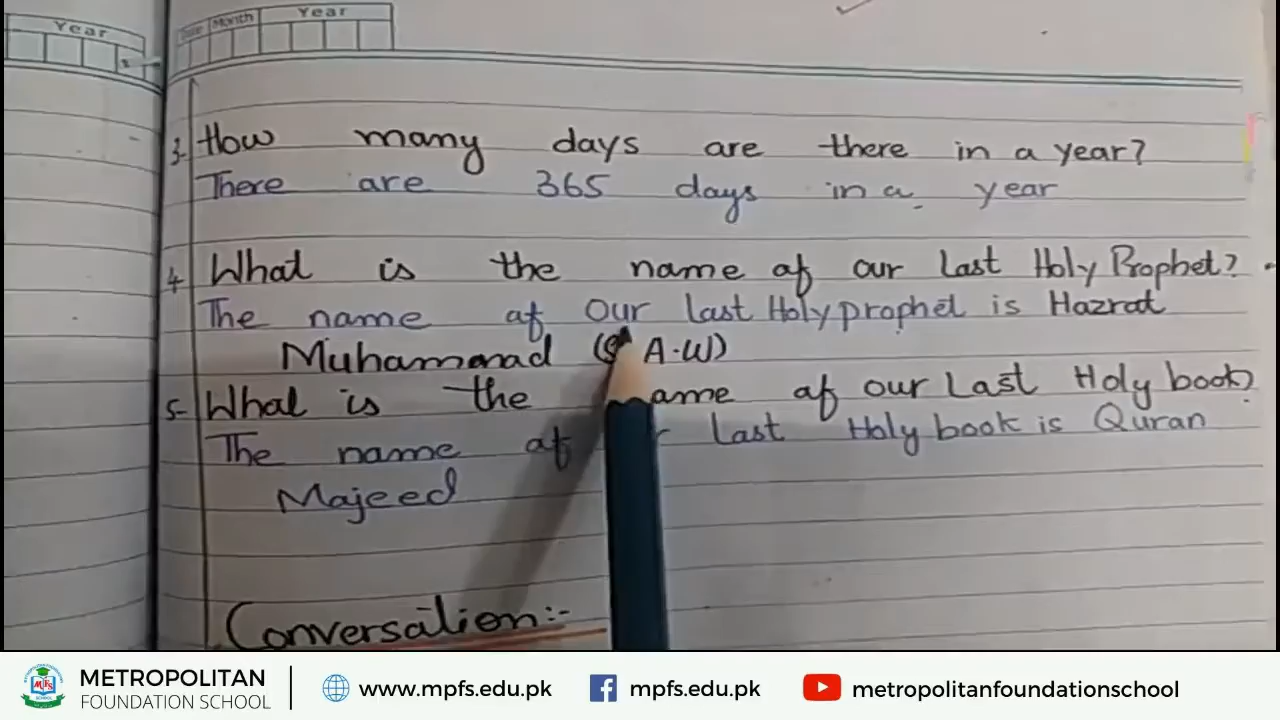 Year
Date Month Year
3- How many days are there in a year?
There are 365 days in a year
4- What is the name of our last Holy Prophet?
The name of our last Holy prophet is Hazrat
Muhammad (S A.W)
5- What is the ame of our Last Holy book?
The name of r last Holy book is Quran
Majeed
Conversation:-
METROPOLITAN
FOUNDATION SCHOOL
www.mpfs.edu.pk
mpfs.edu.pk
metropolitanfoundationschool